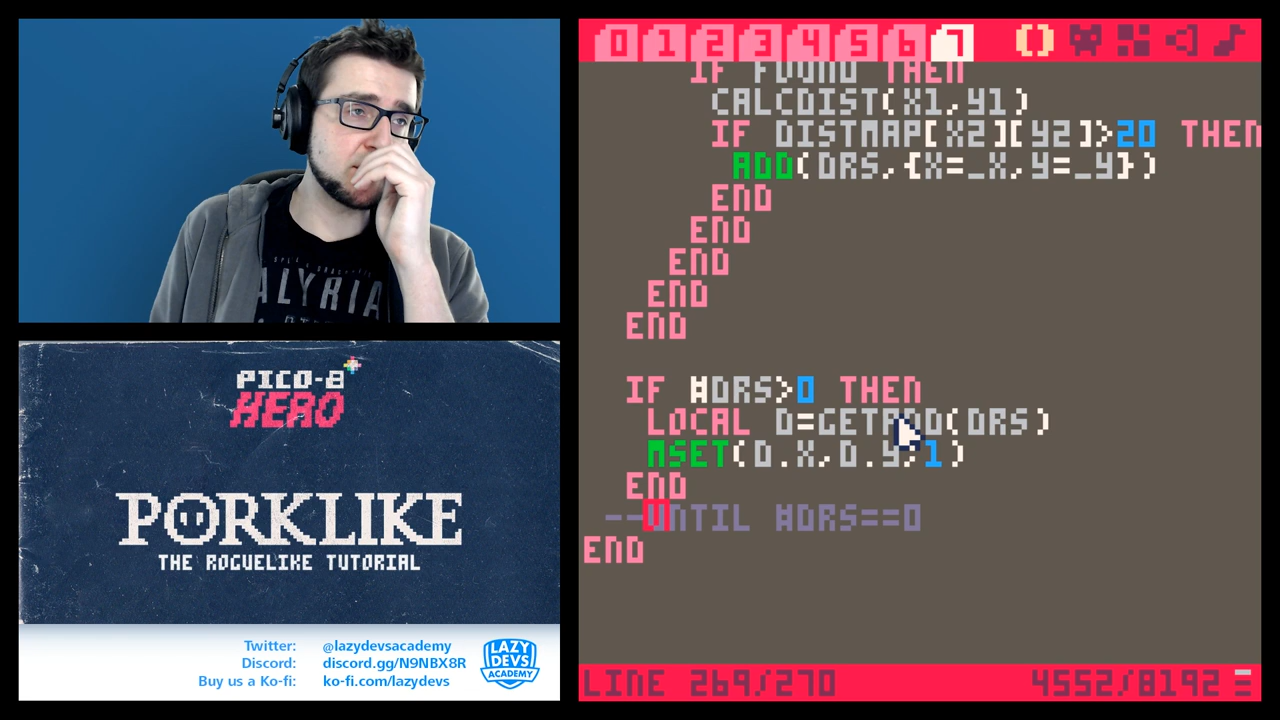 0 1 2 3 4 5 6 7
IF FOUND THEN
CALCDIST(X1,Y1)
IF DISTMAP[X2][Y2]>20 THEN
ADD(DRS,{X=_X,Y=_Y})
END
END
END
END
END
IF #DRS>0 THEN
LOCAL D=GETRND(DRS)
MSET(D.X,D.Y,1)
END
--UNTIL #DRS==0
END
LINE 269/270 4552/8192
PICO-8
HERO
PORKLIKE
THE ROGUELIKE TUTORIAL
Twitter: @lazydevsacademy
Discord: discord.gg/N9NBX8R
Buy us a Ko-fi: ko-fi.com/lazydevs
LAZY
DEVS
ACADEMY